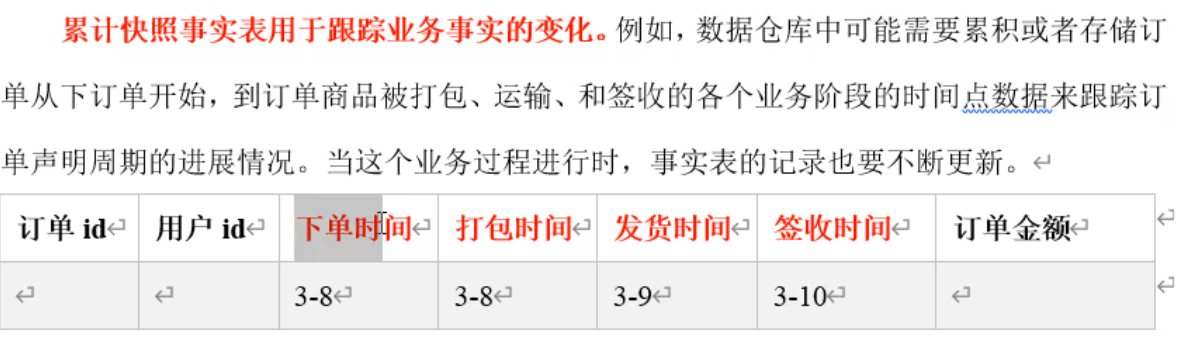 累计快照事实表用于跟踪业务事实的变化。例如，数据仓库中可能需要累积或者存储订
单从下订单开始，到订单商品被打包、运输、和签收的各个业务阶段的时间点数据来跟踪订
单声明周期的进展情况。当这个业务过程进行时，事实表的记录也要不断更新。
订单 id 用户 id 下单时间 打包时间 发货时间 签收时间 订单金额
3-8 3-8 3-9 3-10